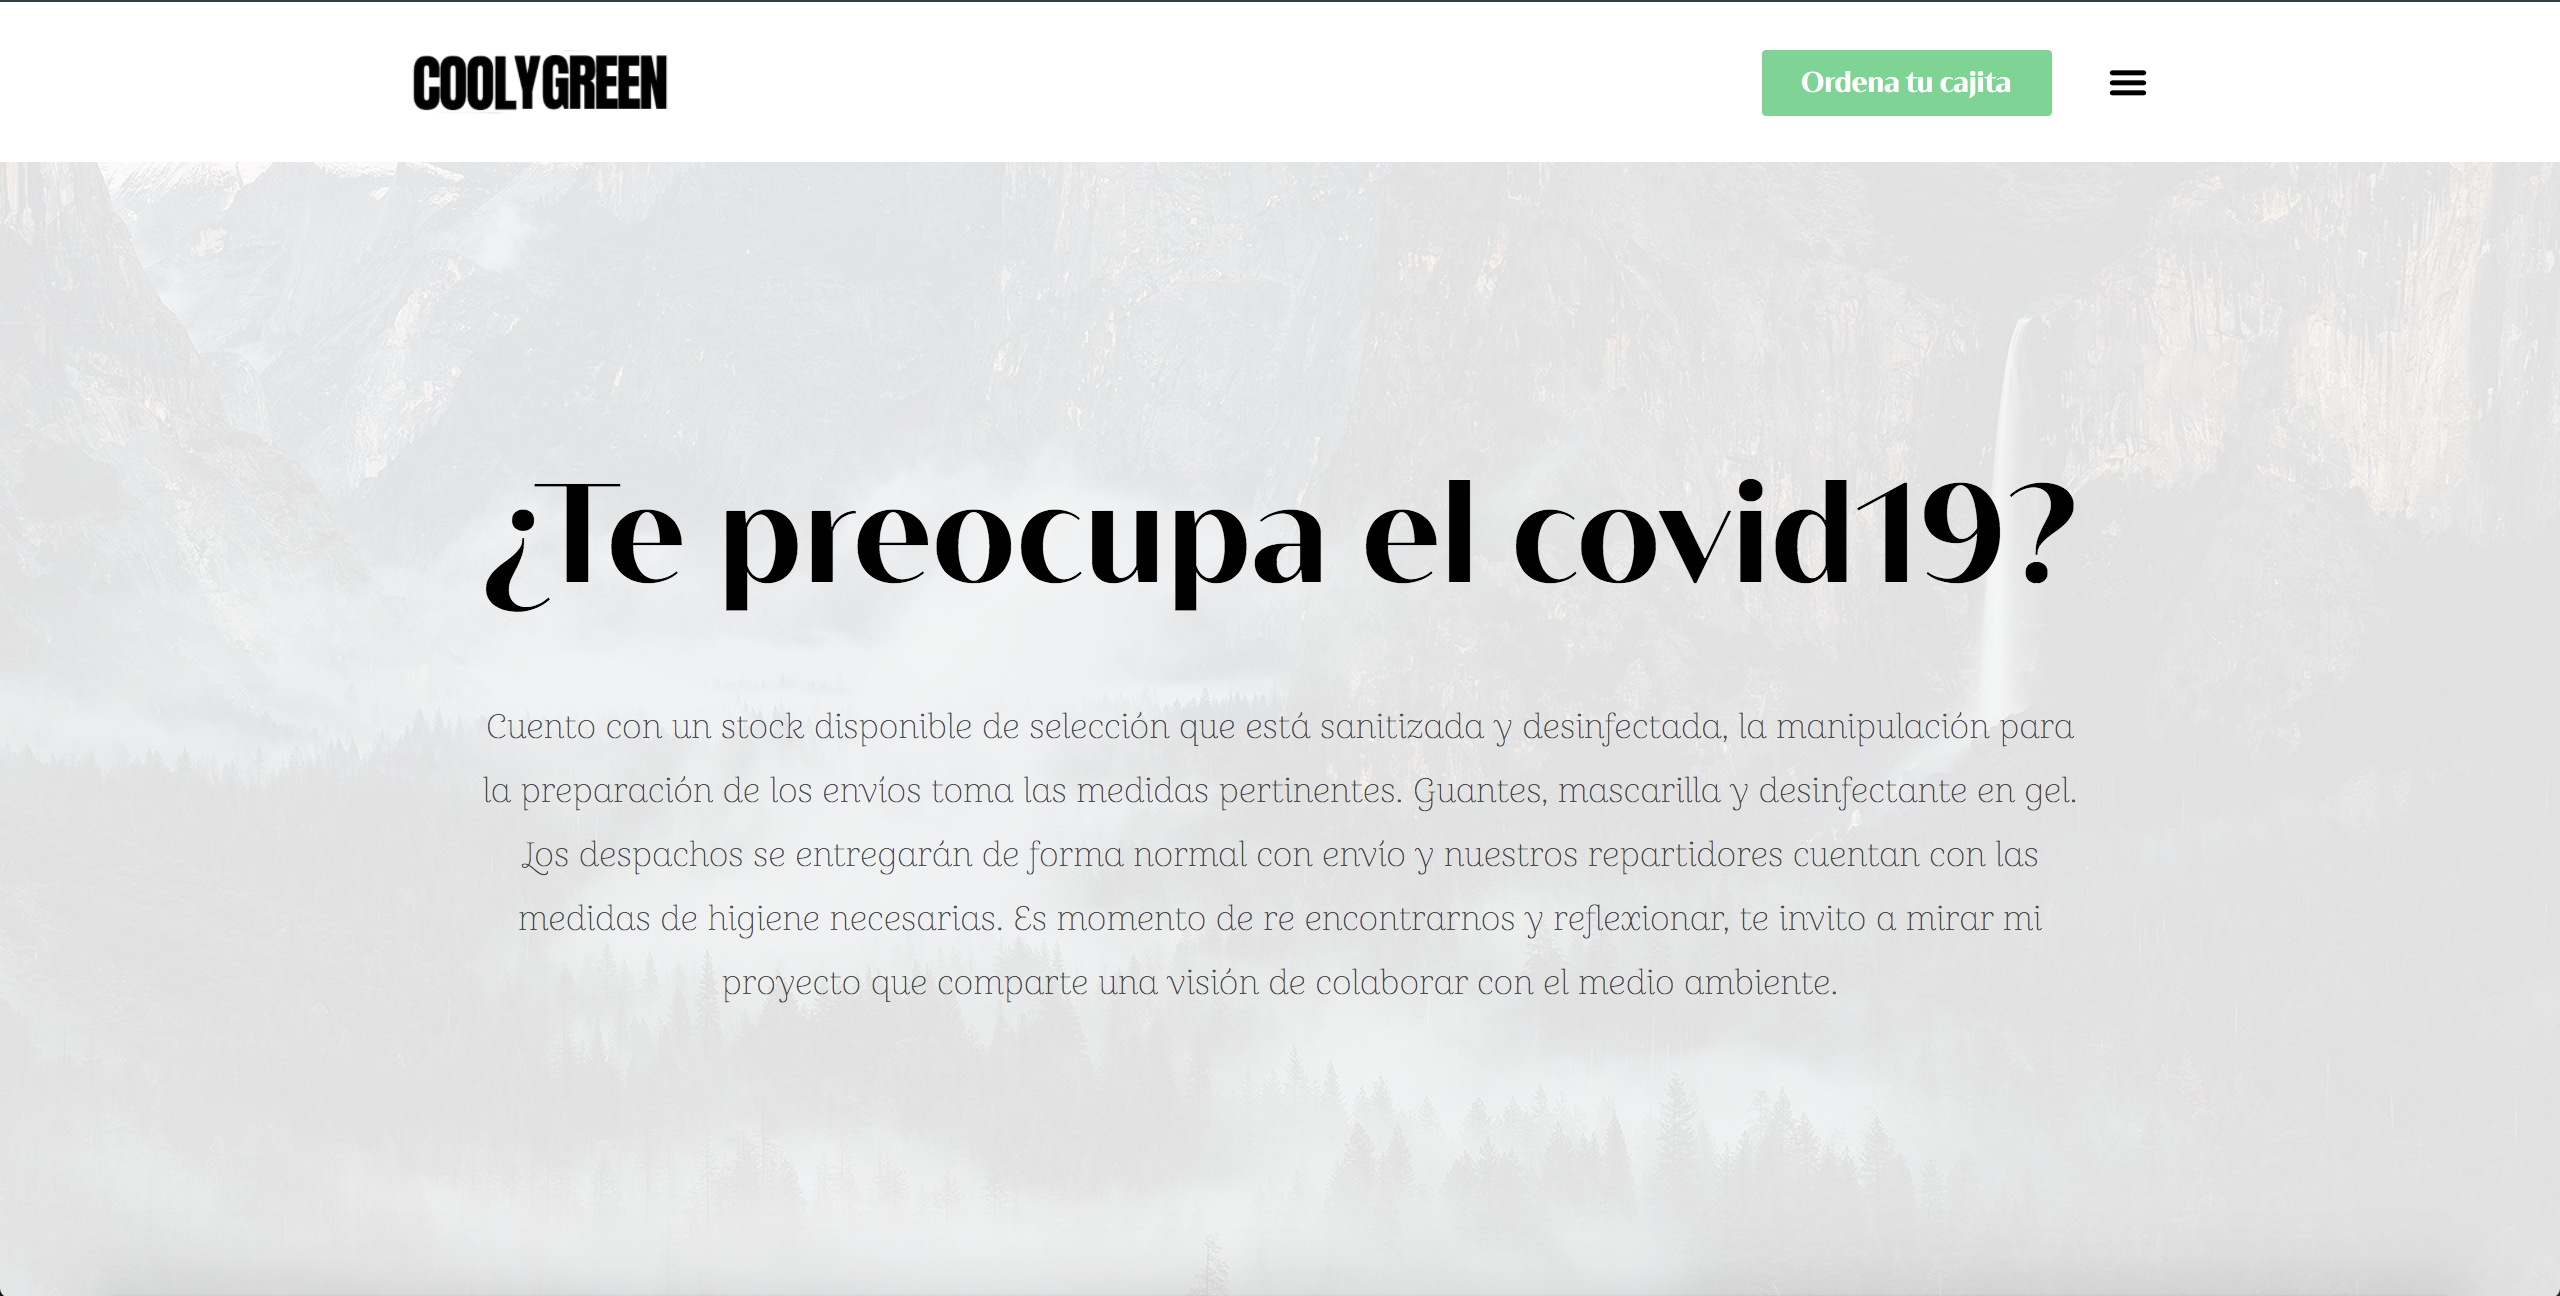 COOLYGREEN
Ordena tu cajita
¿Te preocupa el covid19?
Cuento con un stock disponible de selección que está sanitizada y desinfectada, la manipulación para
la preparación de los envíos toma las medidas pertinentes. Guantes, mascarilla y desinfectante en gel.
Los despachos se entregarán de forma normal con envío y nuestros repartidores cuentan con las
medidas de higiene necesarias. Es momento de re encontrarnos y reflexionar, te invito a mirar mi
proyecto que comparte una visión de colaborar con el medio ambiente.